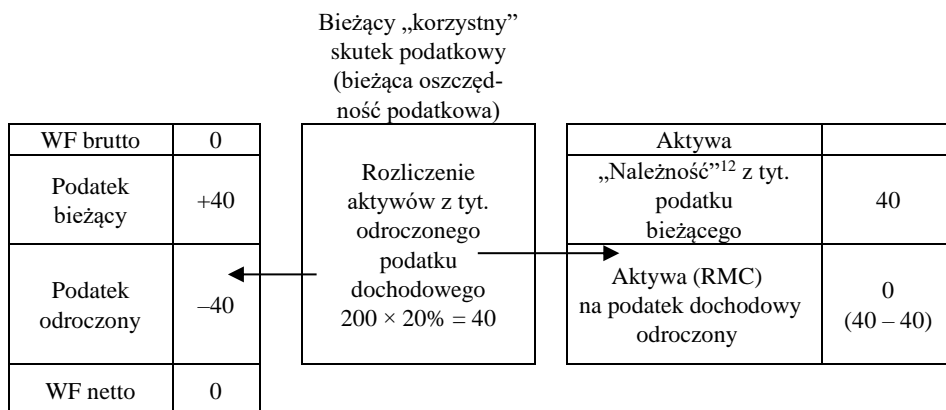 Bieżący „korzystny”
skutek podatkowy
(bieżąca oszczęd-
ność podatkowa)
WF brutto 0
Podatek
bieżący
+40
Podatek
odroczony
–40
WF netto 0
Rozliczenie
aktywów z tyt.
odroczonego
podatku
dochodowego
200 × 20% = 40
Aktywa
„Należność”¹² z tyt.
podatku
bieżącego
40
Aktywa (RMC)
na podatek dochodowy
odroczony
0
(40 – 40)